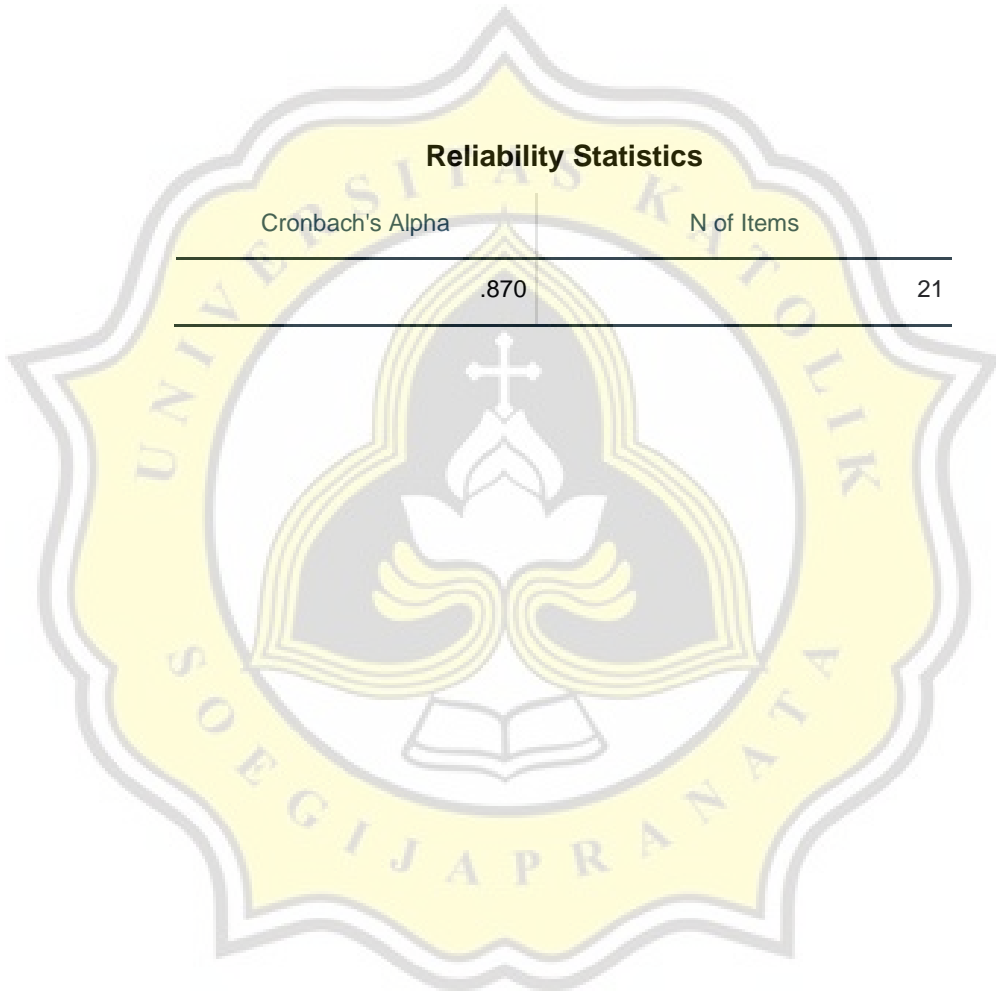 Reliability Statistics
Cronbach's Alpha N of Items
.870 21
UNIVERSITAS KATOLIK
SOEGIJAPRANATA